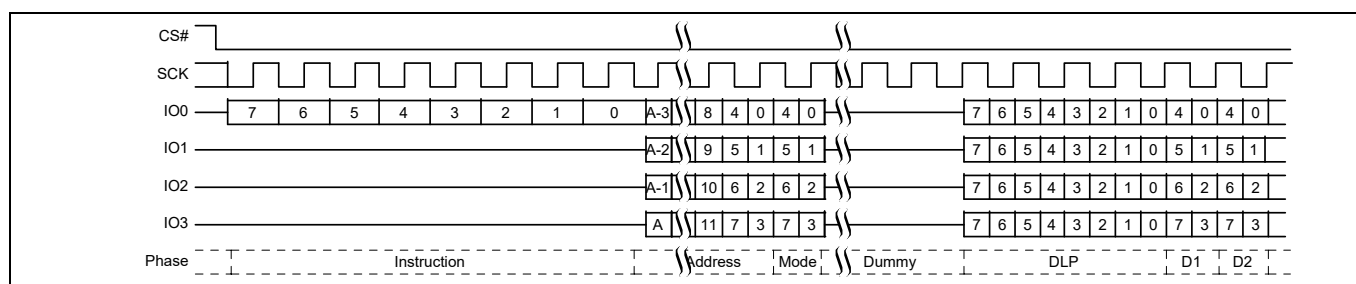 CS#
SCK
IO0 7 6 5 4 3 2 1 0 A-3 8 4 0 4 0 7 6 5 4 3 2 1 0 4 0 4 0
IO1 A-2 9 5 1 5 1 7 6 5 4 3 2 1 0 5 1 5 1
IO2 A-1 10 6 2 6 2 7 6 5 4 3 2 1 0 6 2 6 2
IO3 A 11 7 3 7 3 7 6 5 4 3 2 1 0 7 3 7 3
Phase Instruction Address Mode Dummy DLP D1 D2